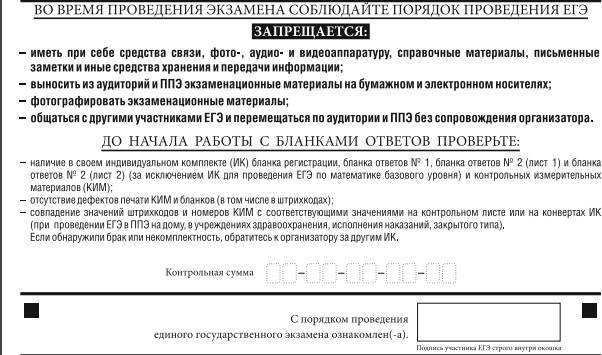 ВО ВРЕМЯ ПРОВЕДЕНИЯ ЭКЗАМЕНА СОБЛЮДАЙТЕ ПОРЯДОК ПРОВЕДЕНИЯ ЕГЭ
ЗАПРЕЩАЕТСЯ:
– иметь при себе средства связи, фото-, аудио- и видеоаппаратуру, справочные материалы, письменные
заметки и иные средства хранения и передачи информации;
– выносить из аудиторий и ППЭ экзаменационные материалы на бумажном и электронном носителях;
– фотографировать экзаменационные материалы;
– общаться с другими участниками ЕГЭ и перемещаться по аудитории и ППЭ без сопровождения организатора.
ДО НАЧАЛА РАБОТЫ С БЛАНКАМИ ОТВЕТОВ ПРОВЕРЬТЕ:
– наличие в своем индивидуальном комплекте (ИК) бланка регистрации, бланка ответов № 1, бланка ответов № 2 (лист 1) и бланка
ответов № 2 (лист 2) (за исключением ИК для проведения ЕГЭ по математике базового уровня) и контрольных измерительных
материалов (КИМ);
– отсутствие дефектов печати КИМ и бланков (в том числе в штрихкодах);
– совпадение значений штрихкодов и номеров КИМ с соответствующими значениями на контрольном листе или на конвертах ИК
(при проведении ЕГЭ в ППЭ на дому, в учреждениях здравоохранения, исполнения наказаний, закрытого типа).
Если обнаружили брак или некомплектность, обратитесь к организатору за другим ИК.
Контрольная сумма – – – –
С порядком проведения
единого государственного экзамена ознакомлен(-а).
Подпись участника ЕГЭ строго внутри окошка